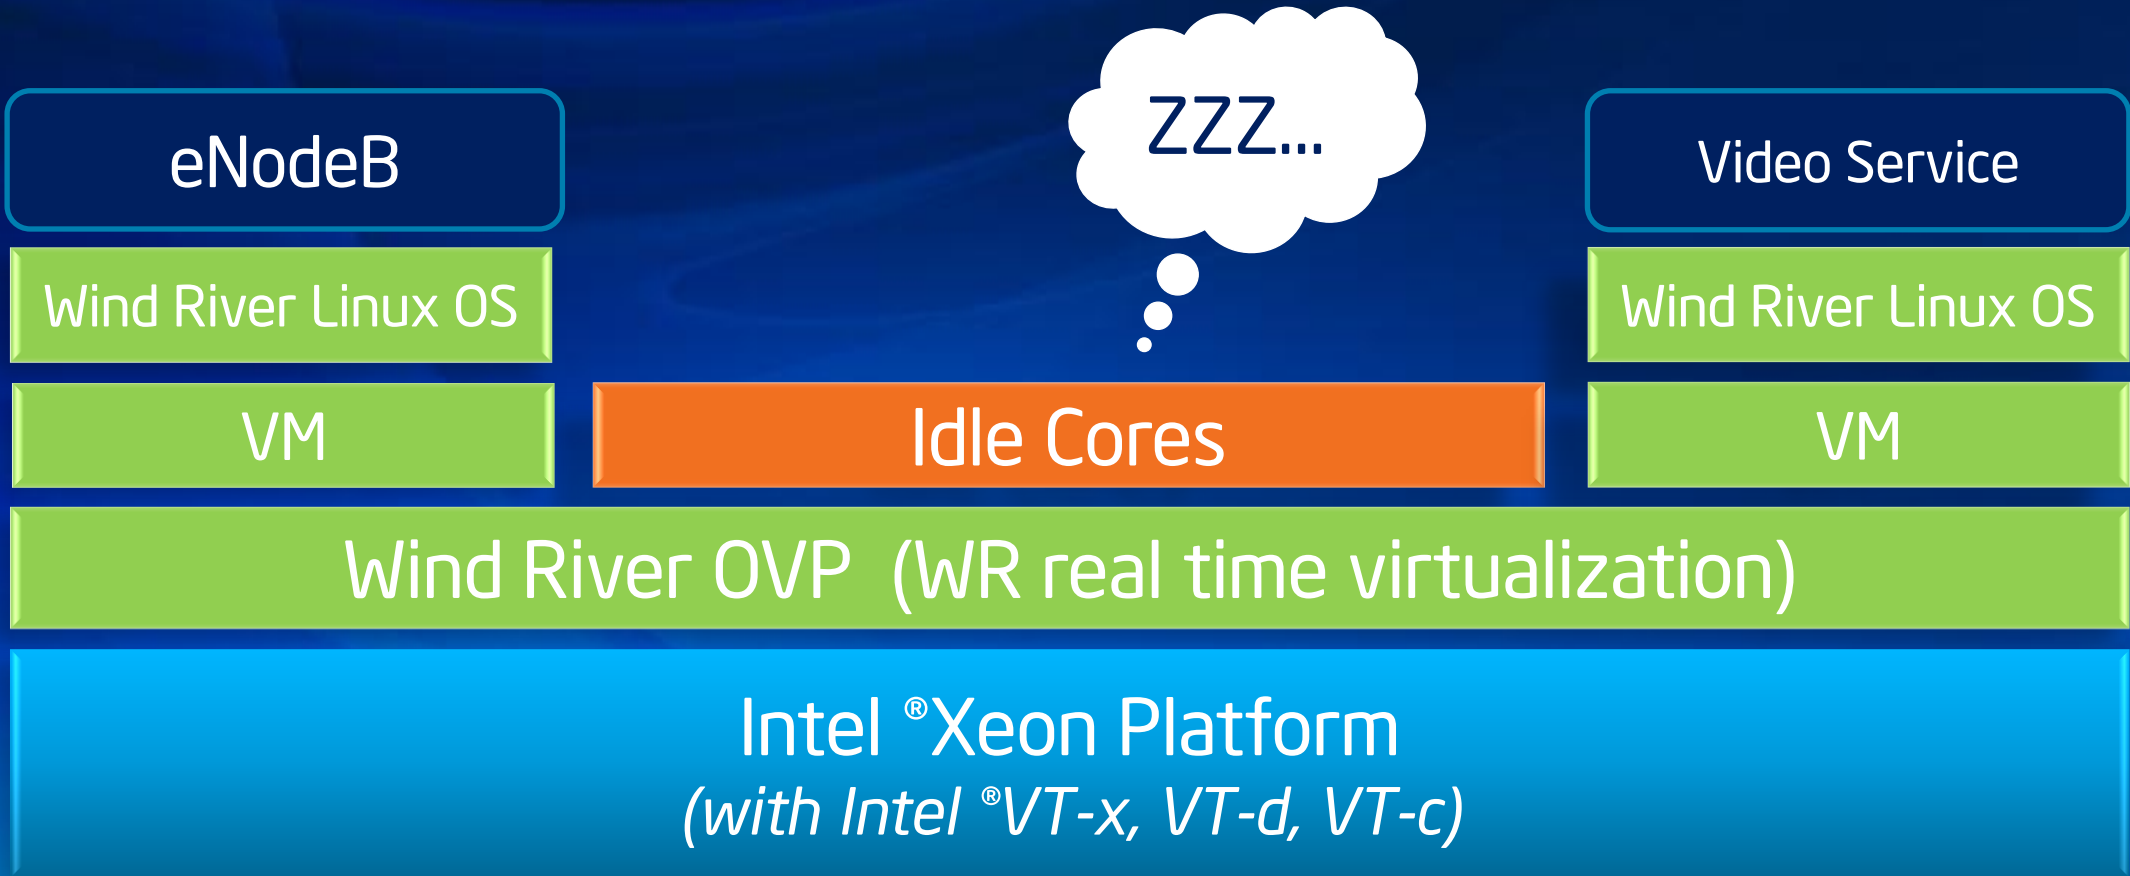 ZZZ...
eNodeB
Video Service
Wind River Linux OS
Wind River Linux OS
VM
Idle Cores
VM
Wind River OVP (WR real time virtualization)
Intel ®Xeon Platform
(with Intel ®VT-x, VT-d, VT-c)